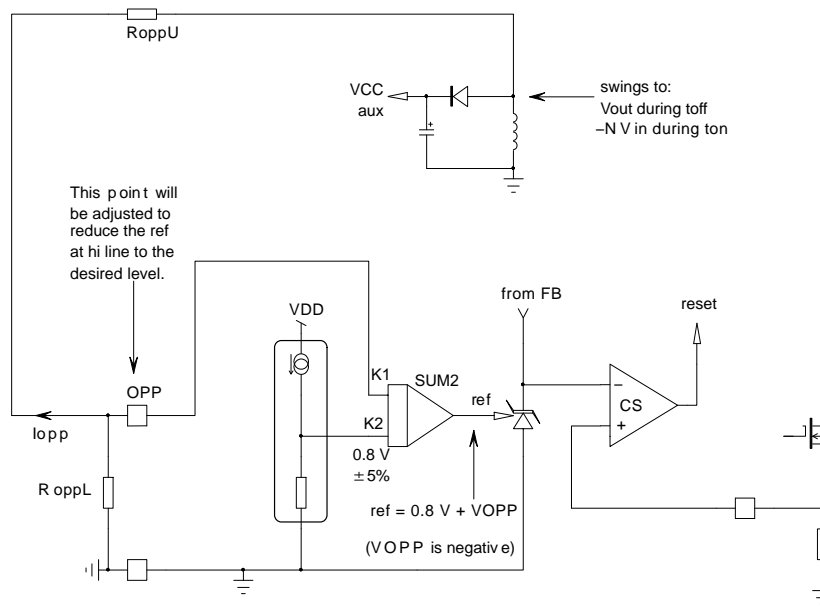 RoppU
VCC
aux
swings to:
Vout during toff
–N V in during ton
This point will
be adjusted to
reduce the ref
at hi line to the
desired level.
from FB
reset
VDD
OPP
K1
SUM2
ref
CS
–
+
K2
Iopp
0.8 V
±5%
R oppL
ref = 0.8 V + VOPP
(VOPP is negative)
+